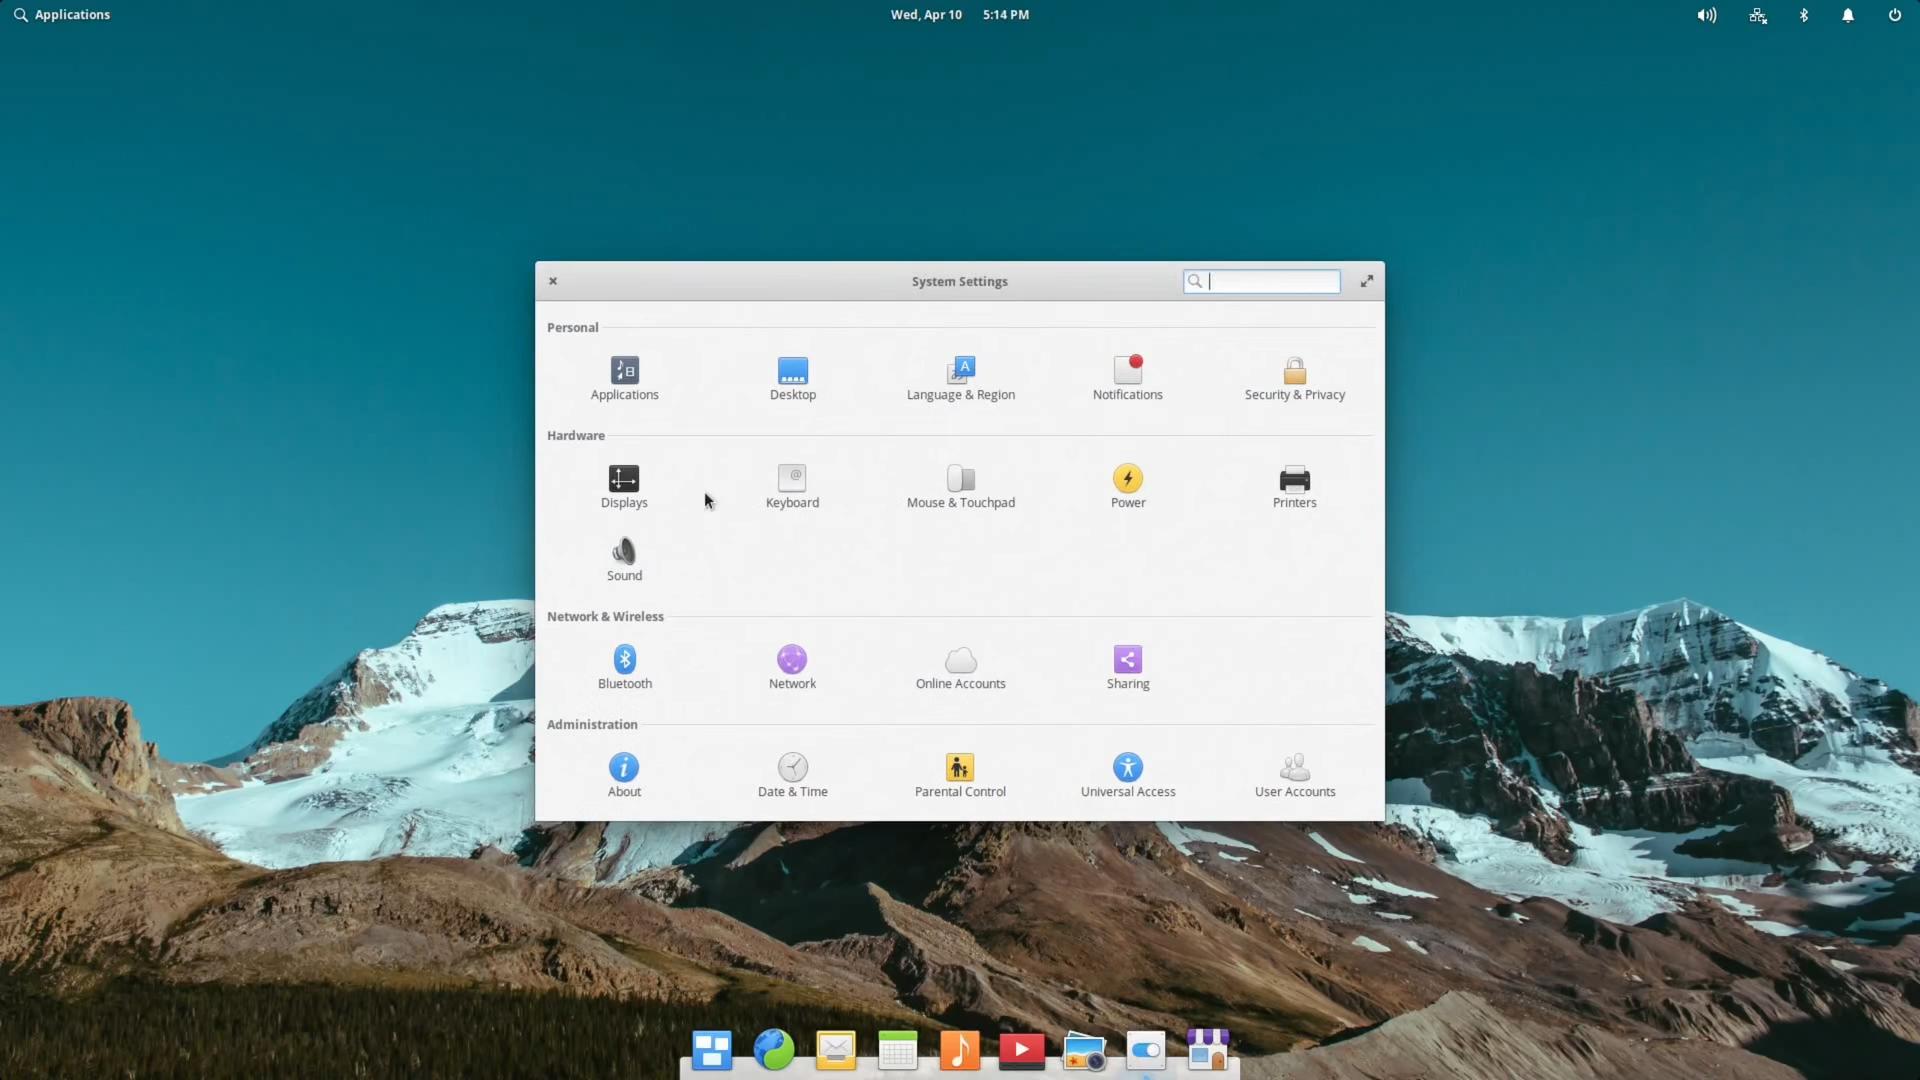 Applications Wed, Apr 10 5:14 PM
System Settings
Personal
Applications Desktop Language & Region Notifications Security & Privacy
Hardware
Displays Keyboard Mouse & Touchpad Power Printers
Sound
Network & Wireless
Bluetooth Network Online Accounts Sharing
Administration
About Date & Time Parental Control Universal Access User Accounts